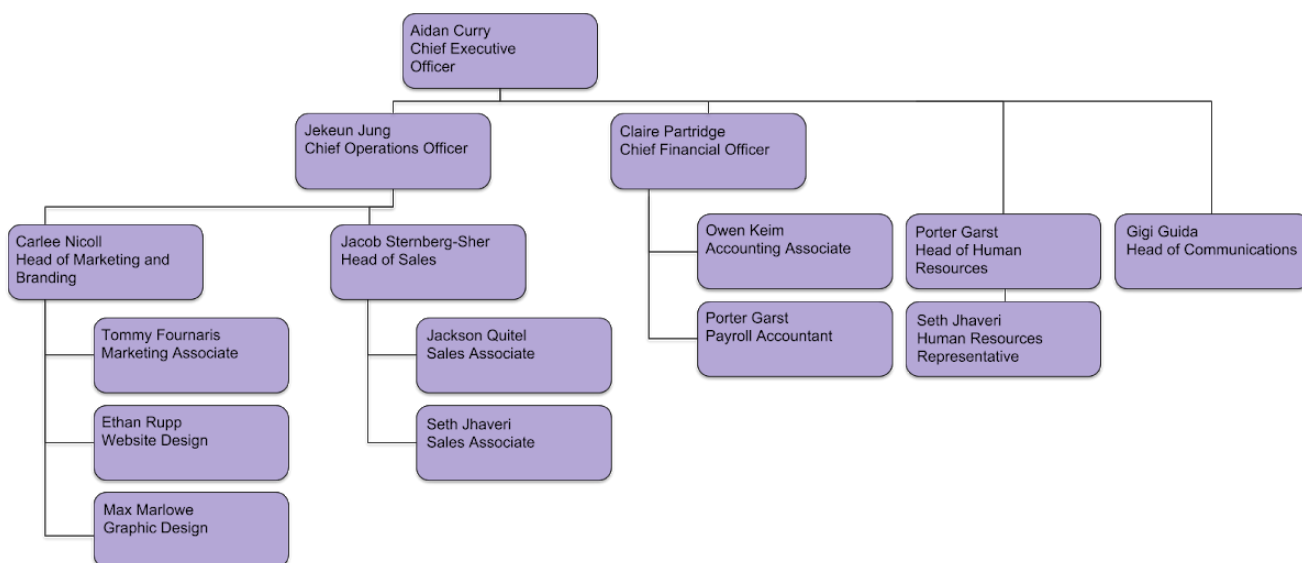 Aidan Curry
Chief Executive
Officer
Jekeun Jung
Chief Operations Officer
Claire Partridge
Chief Financial Officer
Carlee Nicoll
Head of Marketing and
Branding
Jacob Sternberg-Sher
Head of Sales
Owen Keim
Accounting Associate
Porter Garst
Head of Human
Resources
Gigi Guida
Head of Communications
Tommy Fournaris
Marketing Associate
Jackson Quitel
Sales Associate
Porter Garst
Payroll Accountant
Seth Jhaveri
Human Resources
Representative
Ethan Rupp
Website Design
Seth Jhaveri
Sales Associate
Max Marlowe
Graphic Design